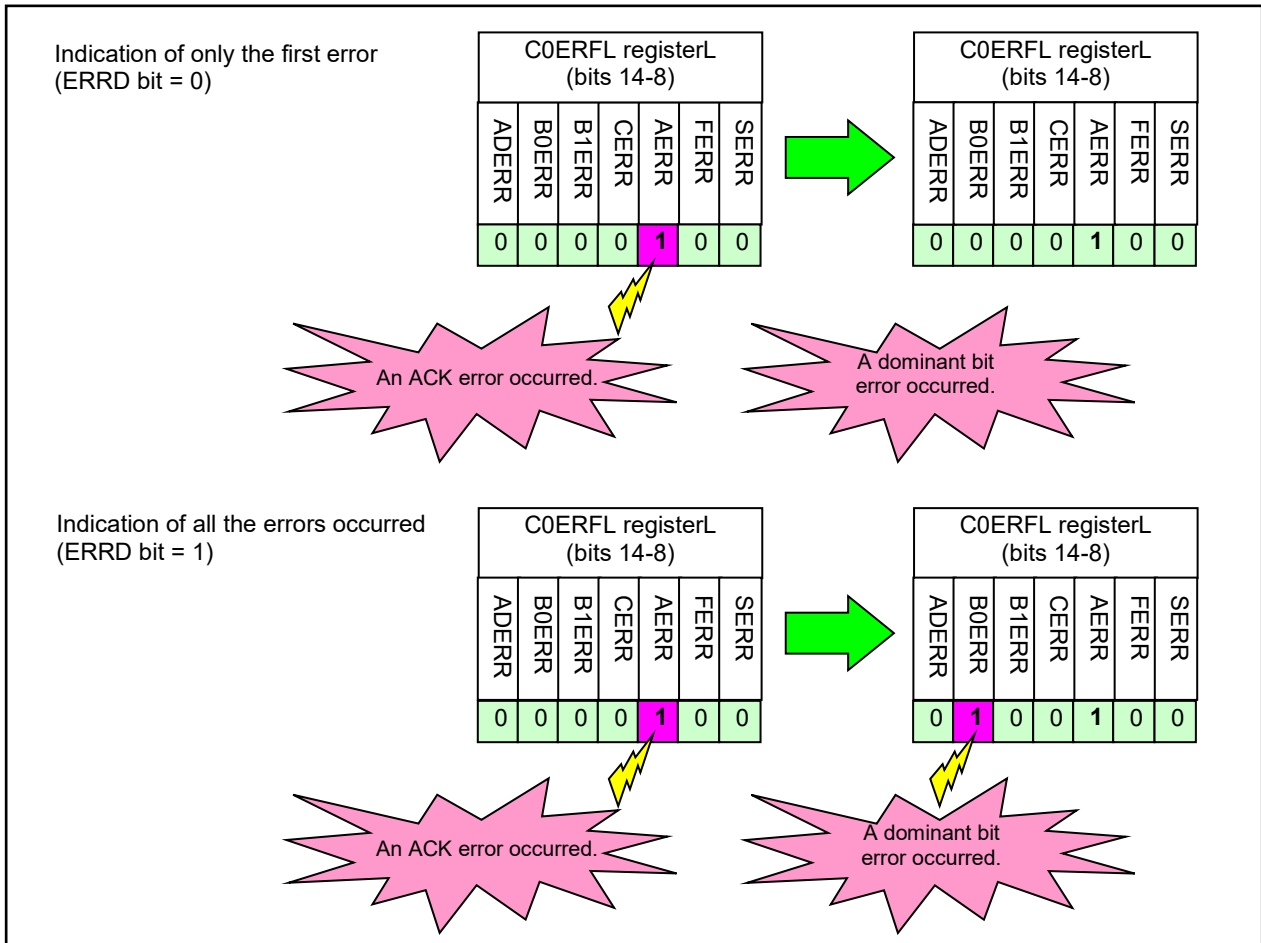 Indication of only the first error
(ERRD bit = 0)
C0ERFL registerL
(bits 14-8)
ADERR
B0ERR
B1ERR
CERR
AERR
FERR
SERR
0 0 0 0 1 0 0
C0ERFL registerL
(bits 14-8)
ADERR
B0ERR
B1ERR
CERR
AERR
FERR
SERR
0 0 0 0 1 0 0
An ACK error occurred.
A dominant bit
error occurred.
Indication of all the errors occurred
(ERRD bit = 1)
C0ERFL registerL
(bits 14-8)
ADERR
B0ERR
B1ERR
CERR
AERR
FERR
SERR
0 0 0 0 1 0 0
C0ERFL registerL
(bits 14-8)
ADERR
B0ERR
B1ERR
CERR
AERR
FERR
SERR
0 1 0 0 1 0 0
An ACK error occurred.
A dominant bit
error occurred.